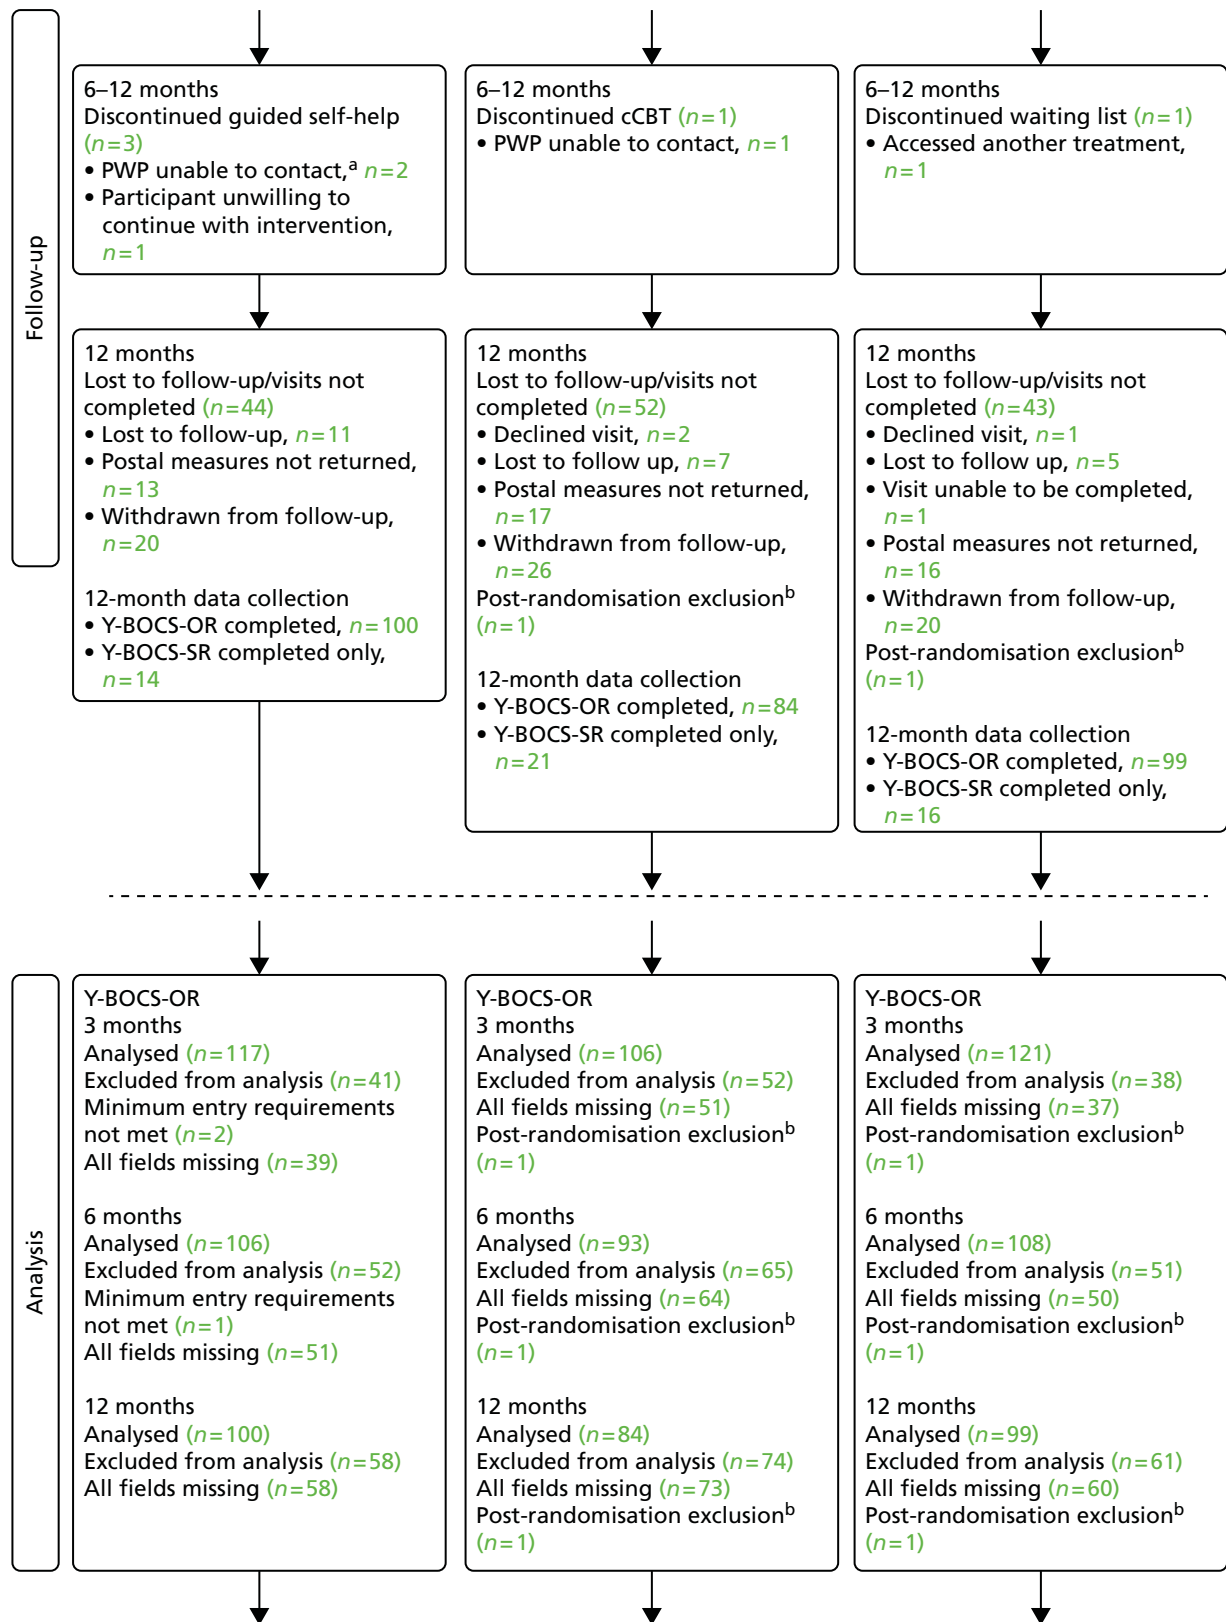 Follow-up
6–12 months
Discontinued guided self-help
(n=3)
• PWP unable to contact,a n=2
• Participant unwilling to
continue with intervention,
n=1
6–12 months
Discontinued cCBT (n=1)
• PWP unable to contact, n=1
6–12 months
Discontinued waiting list (n=1)
• Accessed another treatment,
n=1
12 months
Lost to follow-up/visits not
completed (n=44)
• Lost to follow-up, n=11
• Postal measures not returned,
n=13
• Withdrawn from follow-up,
n=20
12-month data collection
• Y-BOCS-OR completed, n=100
• Y-BOCS-SR completed only,
n=14
12 months
Lost to follow-up/visits not
completed (n=52)
• Declined visit, n=2
• Lost to follow up, n=7
• Postal measures not returned,
n=17
• Withdrawn from follow-up,
n=26
Post-randomisation exclusionb
(n=1)
12-month data collection
• Y-BOCS-OR completed, n=84
• Y-BOCS-SR completed only,
n=21
12 months
Lost to follow-up/visits not
completed (n=43)
• Declined visit, n=1
• Lost to follow up, n=5
• Visit unable to be completed,
n=1
• Postal measures not returned,
n=16
• Withdrawn from follow-up,
n=20
Post-randomisation exclusionb
(n=1)
12-month data collection
• Y-BOCS-OR completed, n=99
• Y-BOCS-SR completed only,
n=16
Analysis
Y-BOCS-OR
3 months
Analysed (n=117)
Excluded from analysis (n=41)
Minimum entry requirements
not met (n=2)
All fields missing (n=39)
6 months
Analysed (n=106)
Excluded from analysis (n=52)
Minimum entry requirements
not met (n=1)
All fields missing (n=51)
12 months
Analysed (n=100)
Excluded from analysis (n=58)
All fields missing (n=58)
Y-BOCS-OR
3 months
Analysed (n=106)
Excluded from analysis (n=52)
All fields missing (n=51)
Post-randomisation exclusionb
(n=1)
6 months
Analysed (n=93)
Excluded from analysis (n=65)
All fields missing (n=64)
Post-randomisation exclusionb
(n=1)
12 months
Analysed (n=84)
Excluded from analysis (n=74)
All fields missing (n=73)
Post-randomisation exclusionb
(n=1)
Y-BOCS-OR
3 months
Analysed (n=121)
Excluded from analysis (n=38)
All fields missing (n=37)
Post-randomisation exclusionb
(n=1)
6 months
Analysed (n=108)
Excluded from analysis (n=51)
All fields missing (n=50)
Post-randomisation exclusionb
(n=1)
12 months
Analysed (n=99)
Excluded from analysis (n=61)
All fields missing (n=60)
Post-randomisation exclusionb
(n=1)